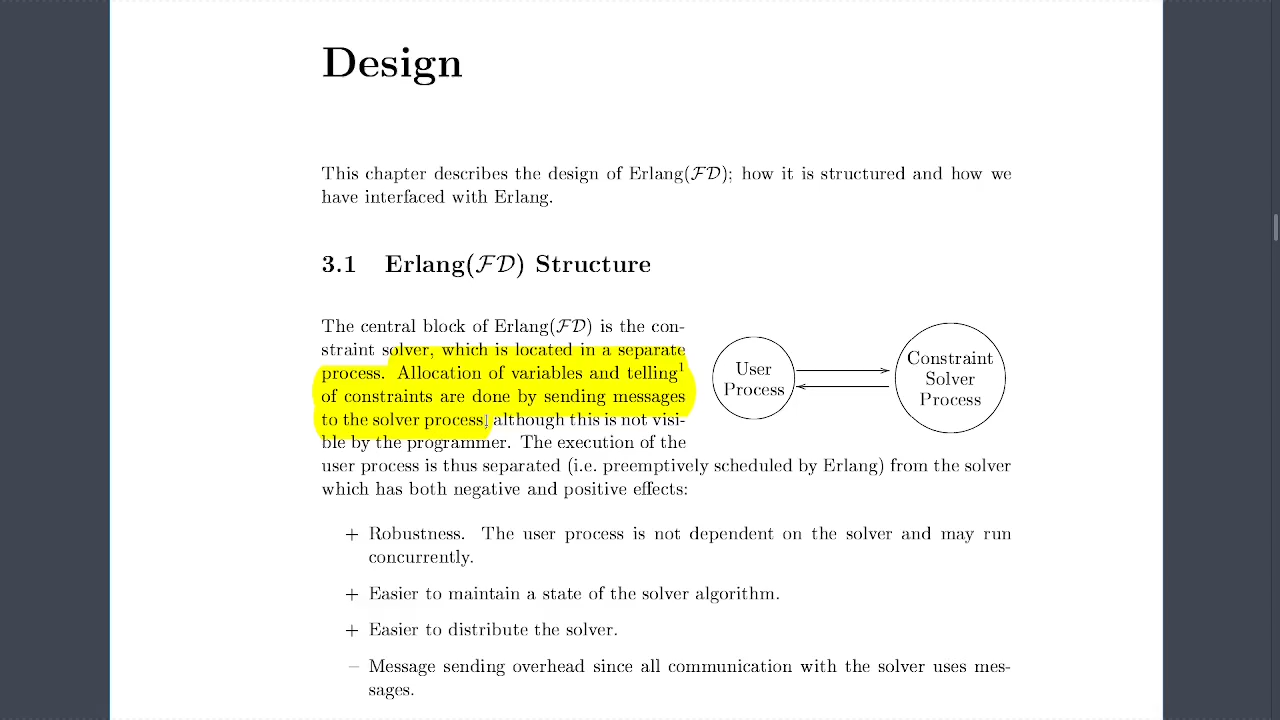 Design
This chapter describes the design of Erlang(ℱ𝒟); how it is structured and how we
have interfaced with Erlang.
3.1 Erlang(ℱ𝒟) Structure
The central block of Erlang(ℱ𝒟) is the con-
straint solver, which is located in a separate
process. Allocation of variables and telling¹
of constraints are done by sending messages
to the solver process, although this is not visi-
ble by the programmer. The execution of the
user process is thus separated (i.e. preemptively scheduled by Erlang) from the solver
which has both negative and positive effects:
User
Process
Constraint
Solver
Process
+ Robustness. The user process is not dependent on the solver and may run
concurrently.
+ Easier to maintain a state of the solver algorithm.
+ Easier to distribute the solver.
– Message sending overhead since all communication with the solver uses mes-
sages.